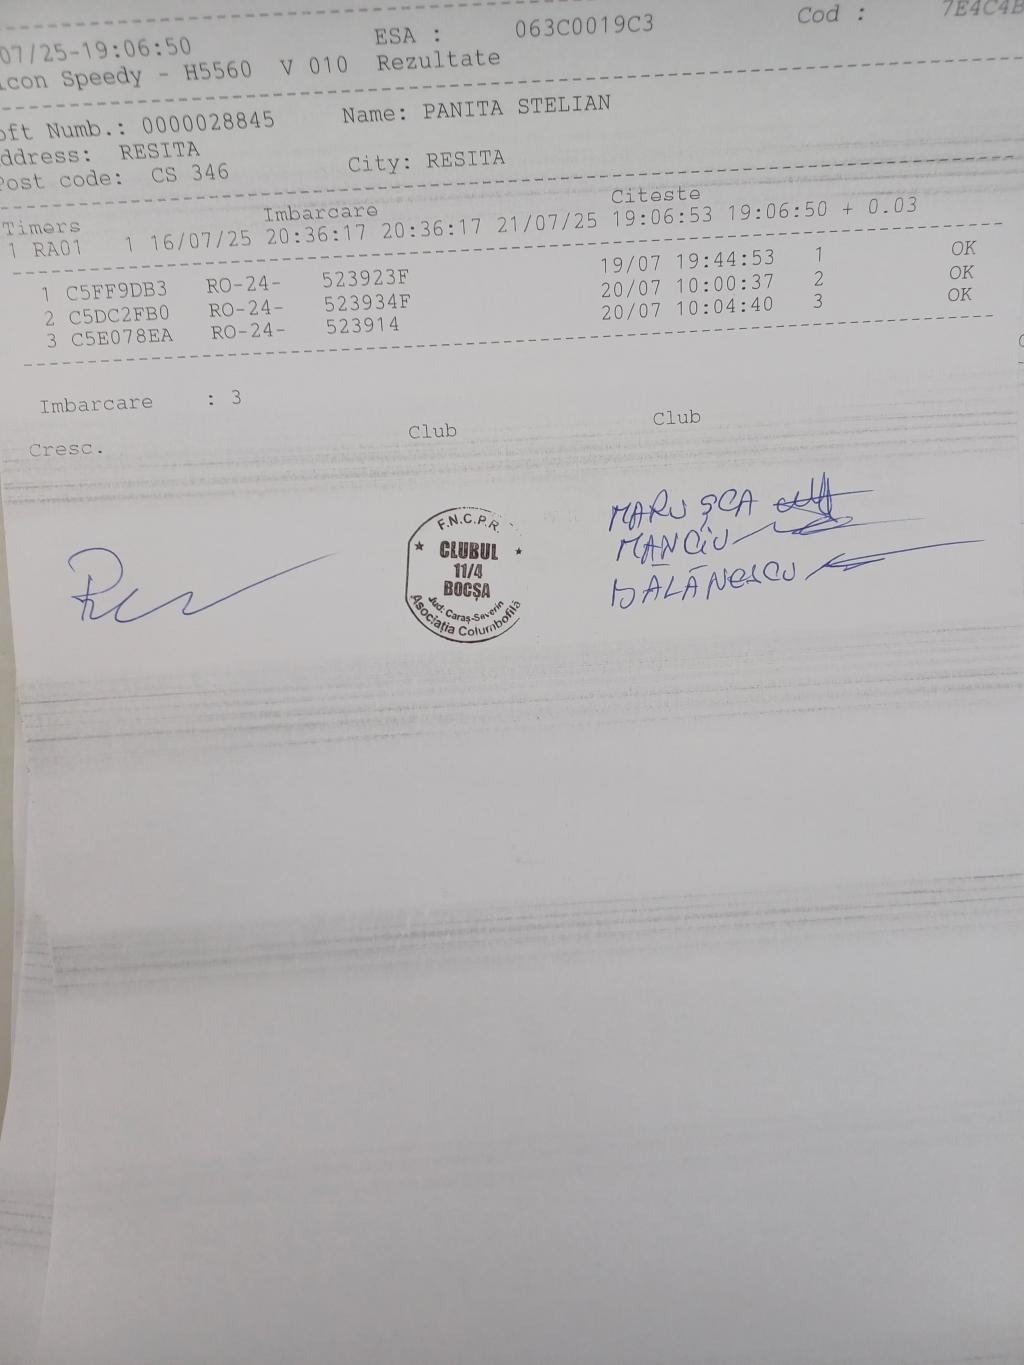 07/25-19:06:50 ESA : 063C0019C3 Cod : 7E4C4B
icon Speedy - H5560 V 010 Rezultate
oft Numb.: 0000028845 Name: PANITA STELIAN
ddress: RESITA
Post code: CS 346 City: RESITA
Timers Imbarcare Citeste
1 RA01 1 16/07/25 20:36:17 20:36:17 21/07/25 19:06:53 19:06:50 + 0.03
1 C5FF9DB3 RO-24- 523923F 19/07 19:44:53 1 OK
2 C5DC2FB0 RO-24- 523934F 20/07 10:00:37 2 OK
3 C5E078EA RO-24- 523914 20/07 10:04:40 3 OK
Imbarcare : 3
Cresc. Club Club
F.N.C.P.R.
CLUBUL
11/4
BOCȘA
Jud: Caraș-Severin
Asociația Columbofilă
MARUȘCA
MANCIU
BĂLĂNESCU